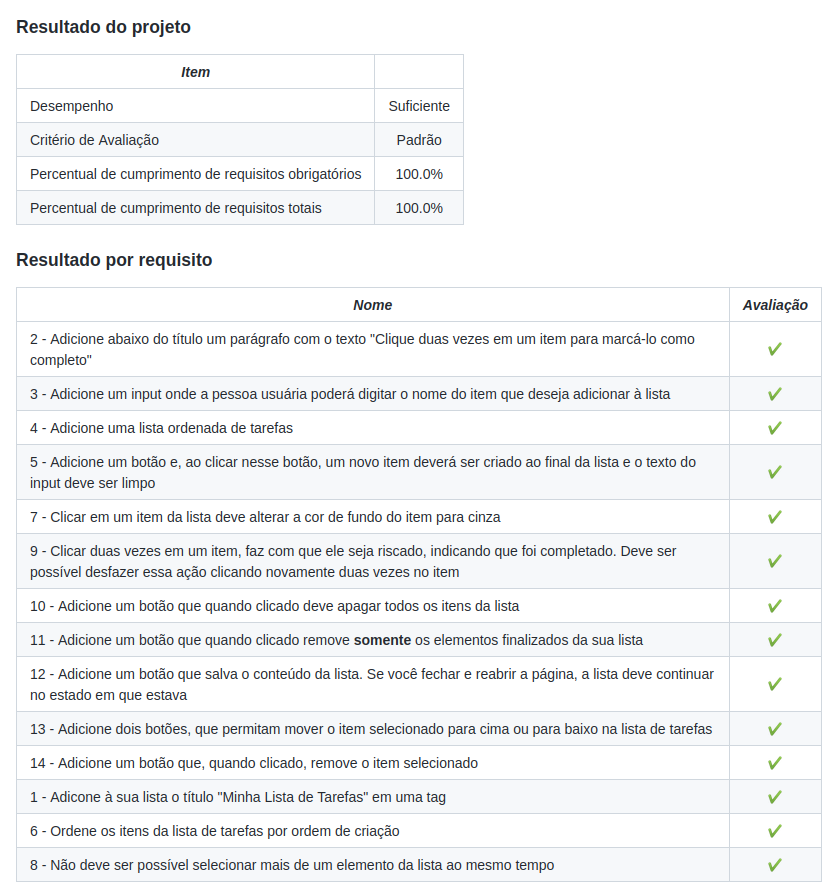 Resultado do projeto
Item
Desempenho Suficiente
Critério de Avaliação Padrão
Percentual de cumprimento de requisitos obrigatórios 100.0%
Percentual de cumprimento de requisitos totais 100.0%
Resultado por requisito
Nome Avaliação
2 - Adicione abaixo do título um parágrafo com o texto "Clique duas vezes em um item para marcá-lo como
completo" ✔
3 - Adicione um input onde a pessoa usuária poderá digitar o nome do item que deseja adicionar à lista ✔
4 - Adicione uma lista ordenada de tarefas ✔
5 - Adicione um botão e, ao clicar nesse botão, um novo item deverá ser criado ao final da lista e o texto do
input deve ser limpo ✔
7 - Clicar em um item da lista deve alterar a cor de fundo do item para cinza ✔
9 - Clicar duas vezes em um item, faz com que ele seja riscado, indicando que foi completado. Deve ser
possível desfazer essa ação clicando novamente duas vezes no item ✔
10 - Adicione um botão que quando clicado deve apagar todos os itens da lista ✔
11 - Adicione um botão que quando clicado remove somente os elementos finalizados da sua lista ✔
12 - Adicione um botão que salva o conteúdo da lista. Se você fechar e reabrir a página, a lista deve continuar
no estado em que estava ✔
13 - Adicione dois botões, que permitam mover o item selecionado para cima ou para baixo na lista de tarefas ✔
14 - Adicione um botão que, quando clicado, remove o item selecionado ✔
1 - Adicone à sua lista o título "Minha Lista de Tarefas" em uma tag ✔
6 - Ordene os itens da lista de tarefas por ordem de criação ✔
8 - Não deve ser possível selecionar mais de um elemento da lista ao mesmo tempo ✔